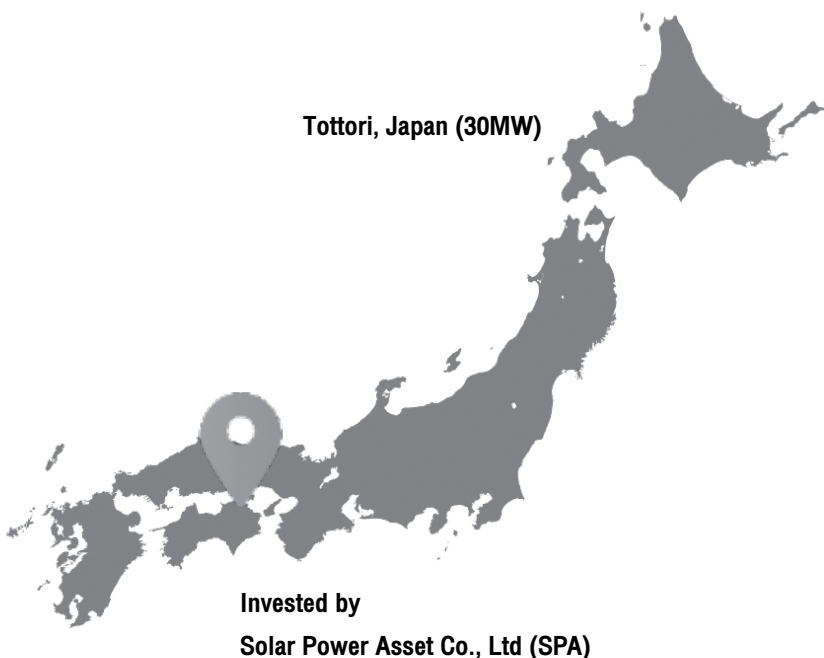 Tottori, Japan (30MW)
Invested by
Solar Power Asset Co., Ltd (SPA)